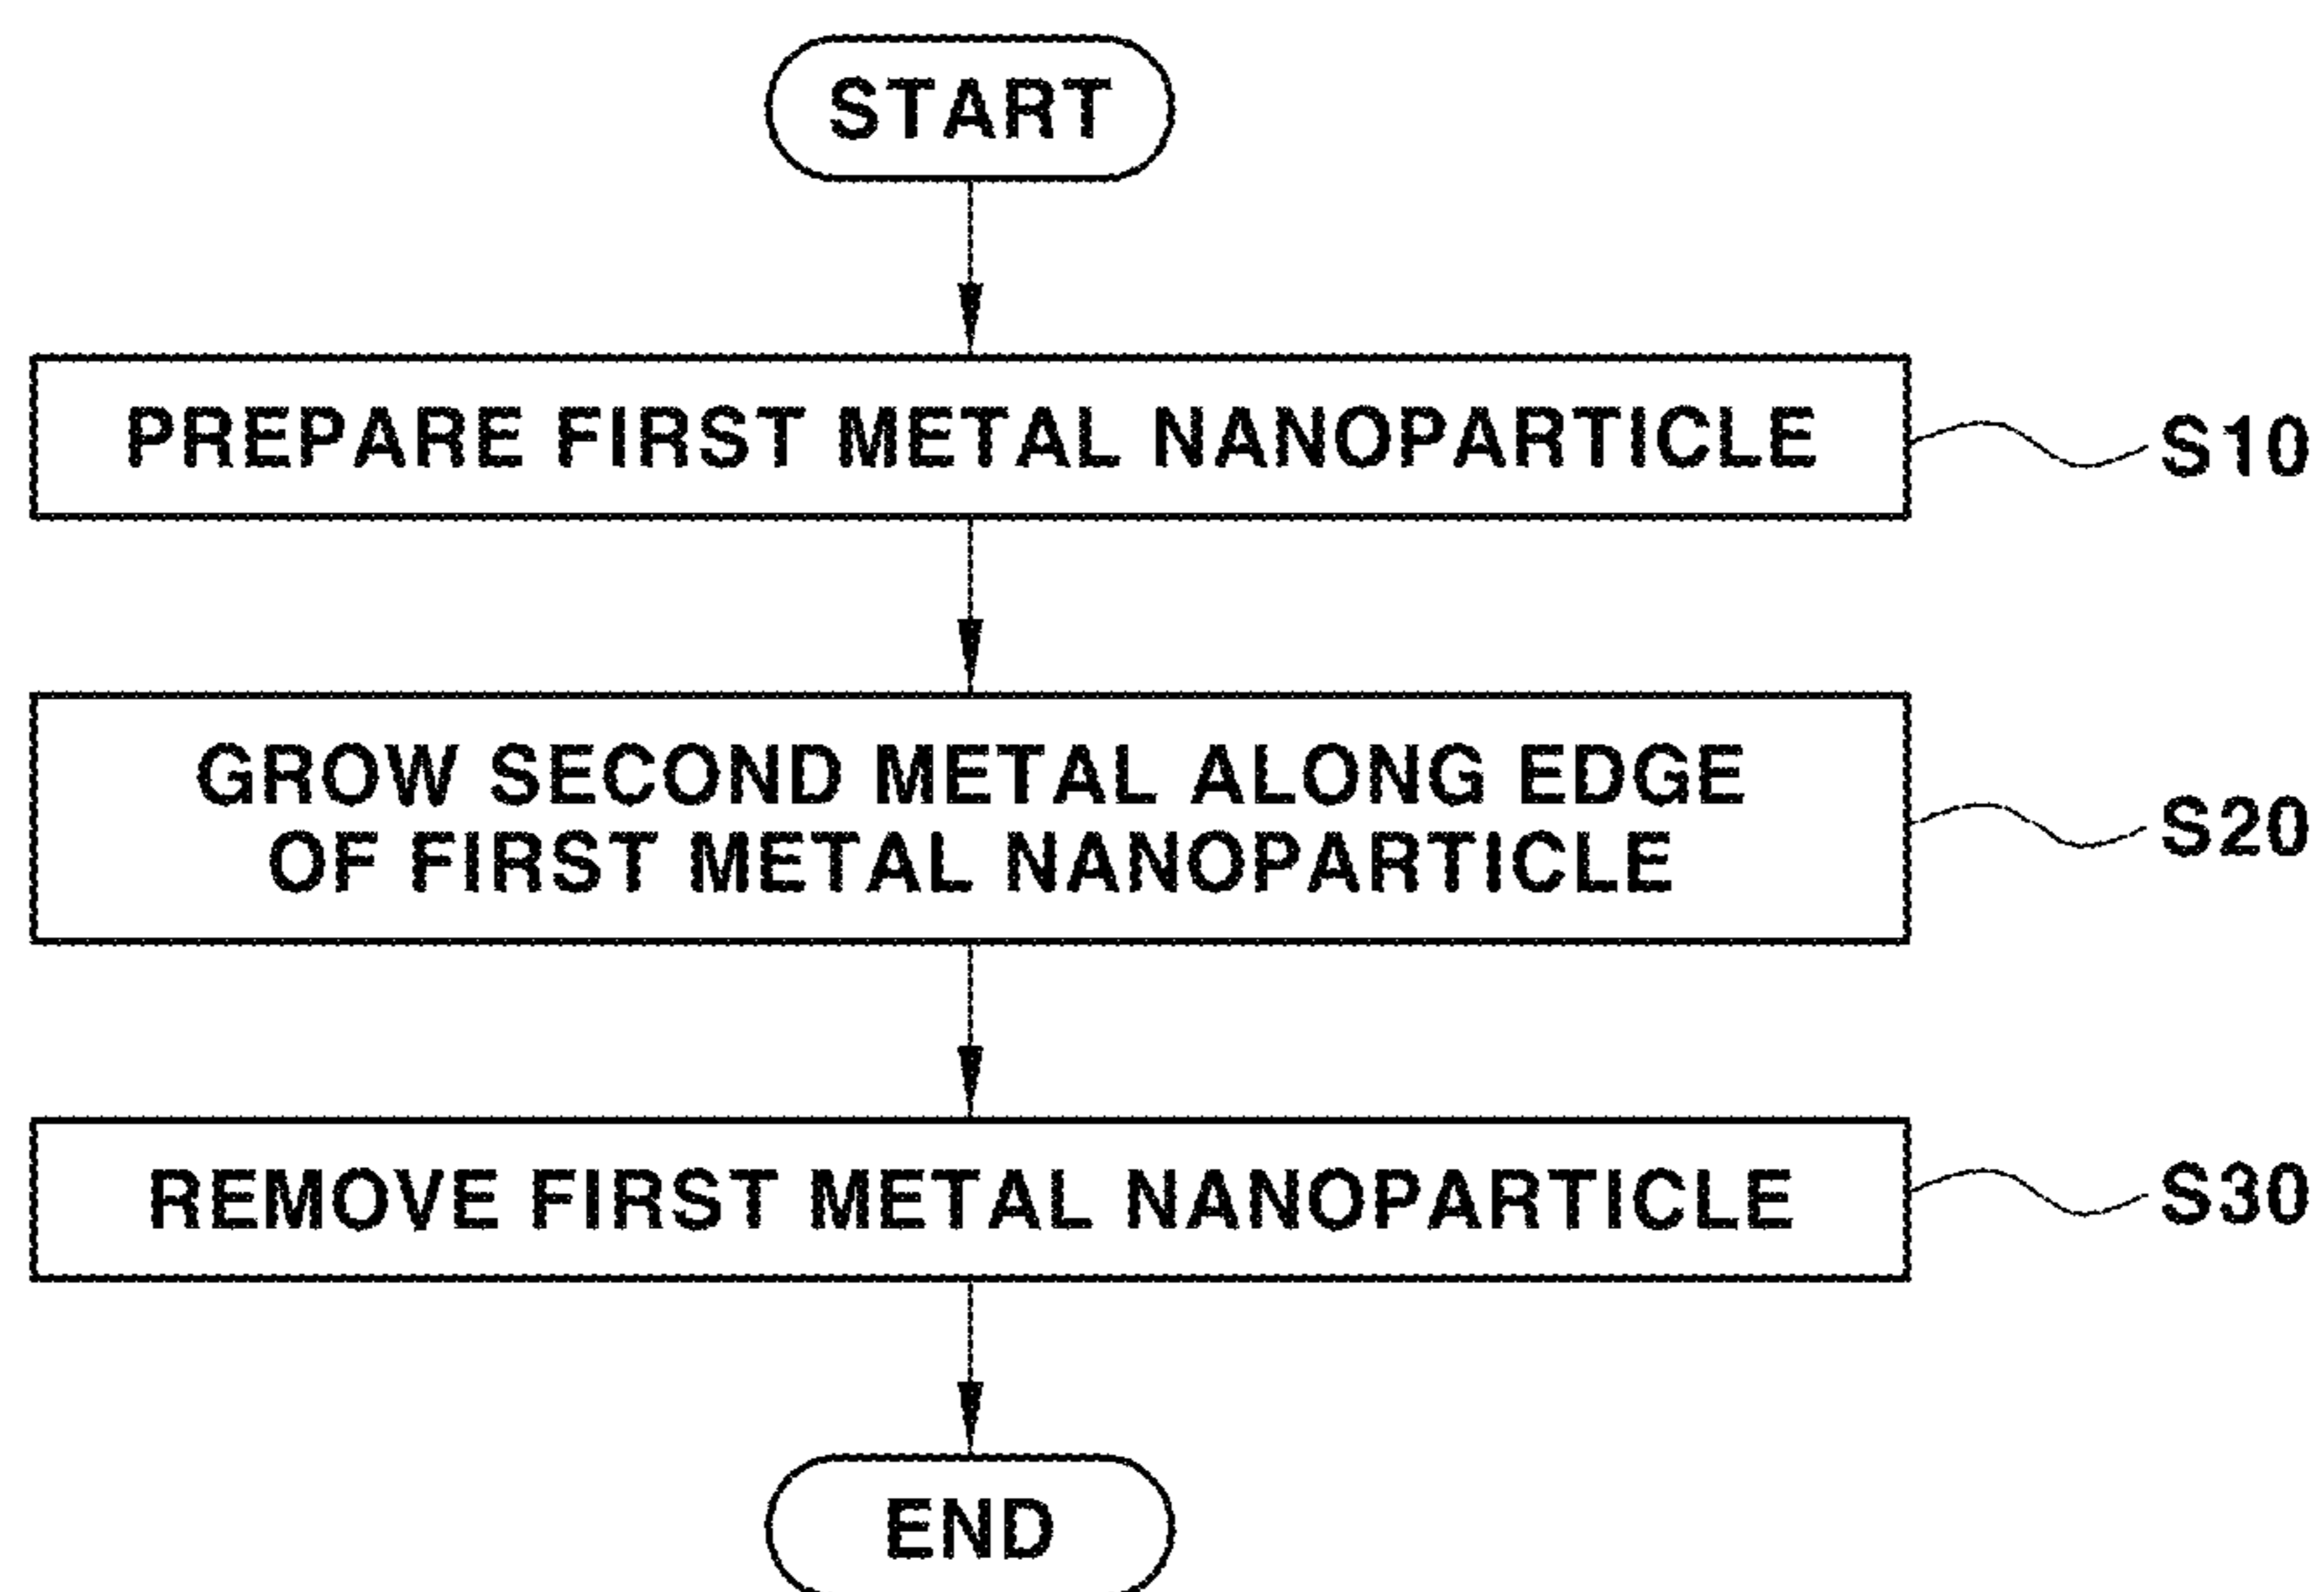 START
PREPARE FIRST METAL NANOPARTICLE
S10
GROW SECOND METAL ALONG EDGE
OF FIRST METAL NANOPARTICLE
S20
REMOVE FIRST METAL NANOPARTICLE
S30
END